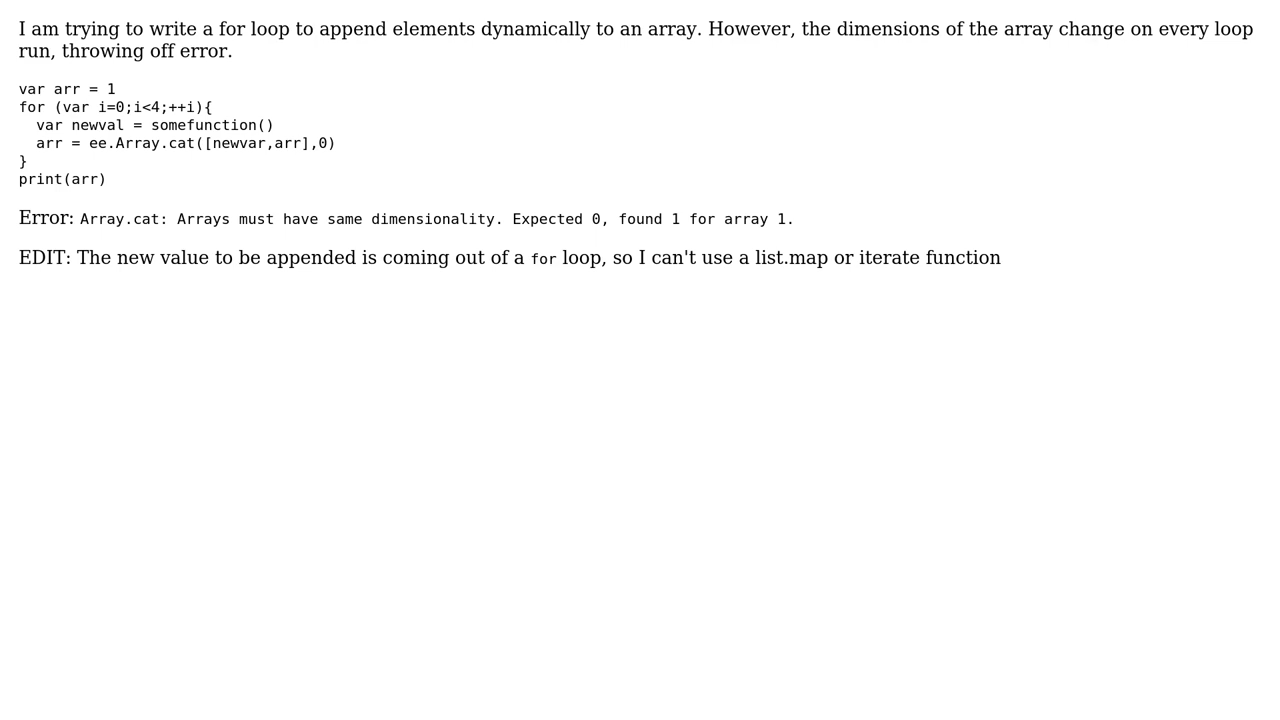 I am trying to write a for loop to append elements dynamically to an array. However, the dimensions of the array change on every loop
run, throwing off error.
var arr = 1
for (var i=0;i<4;++i){
  var newval = somefunction()
  arr = ee.Array.cat([newvar,arr],0)
}
print(arr)
Error: Array.cat: Arrays must have same dimensionality. Expected 0, found 1 for array 1.
EDIT: The new value to be appended is coming out of a for loop, so I can't use a list.map or iterate function